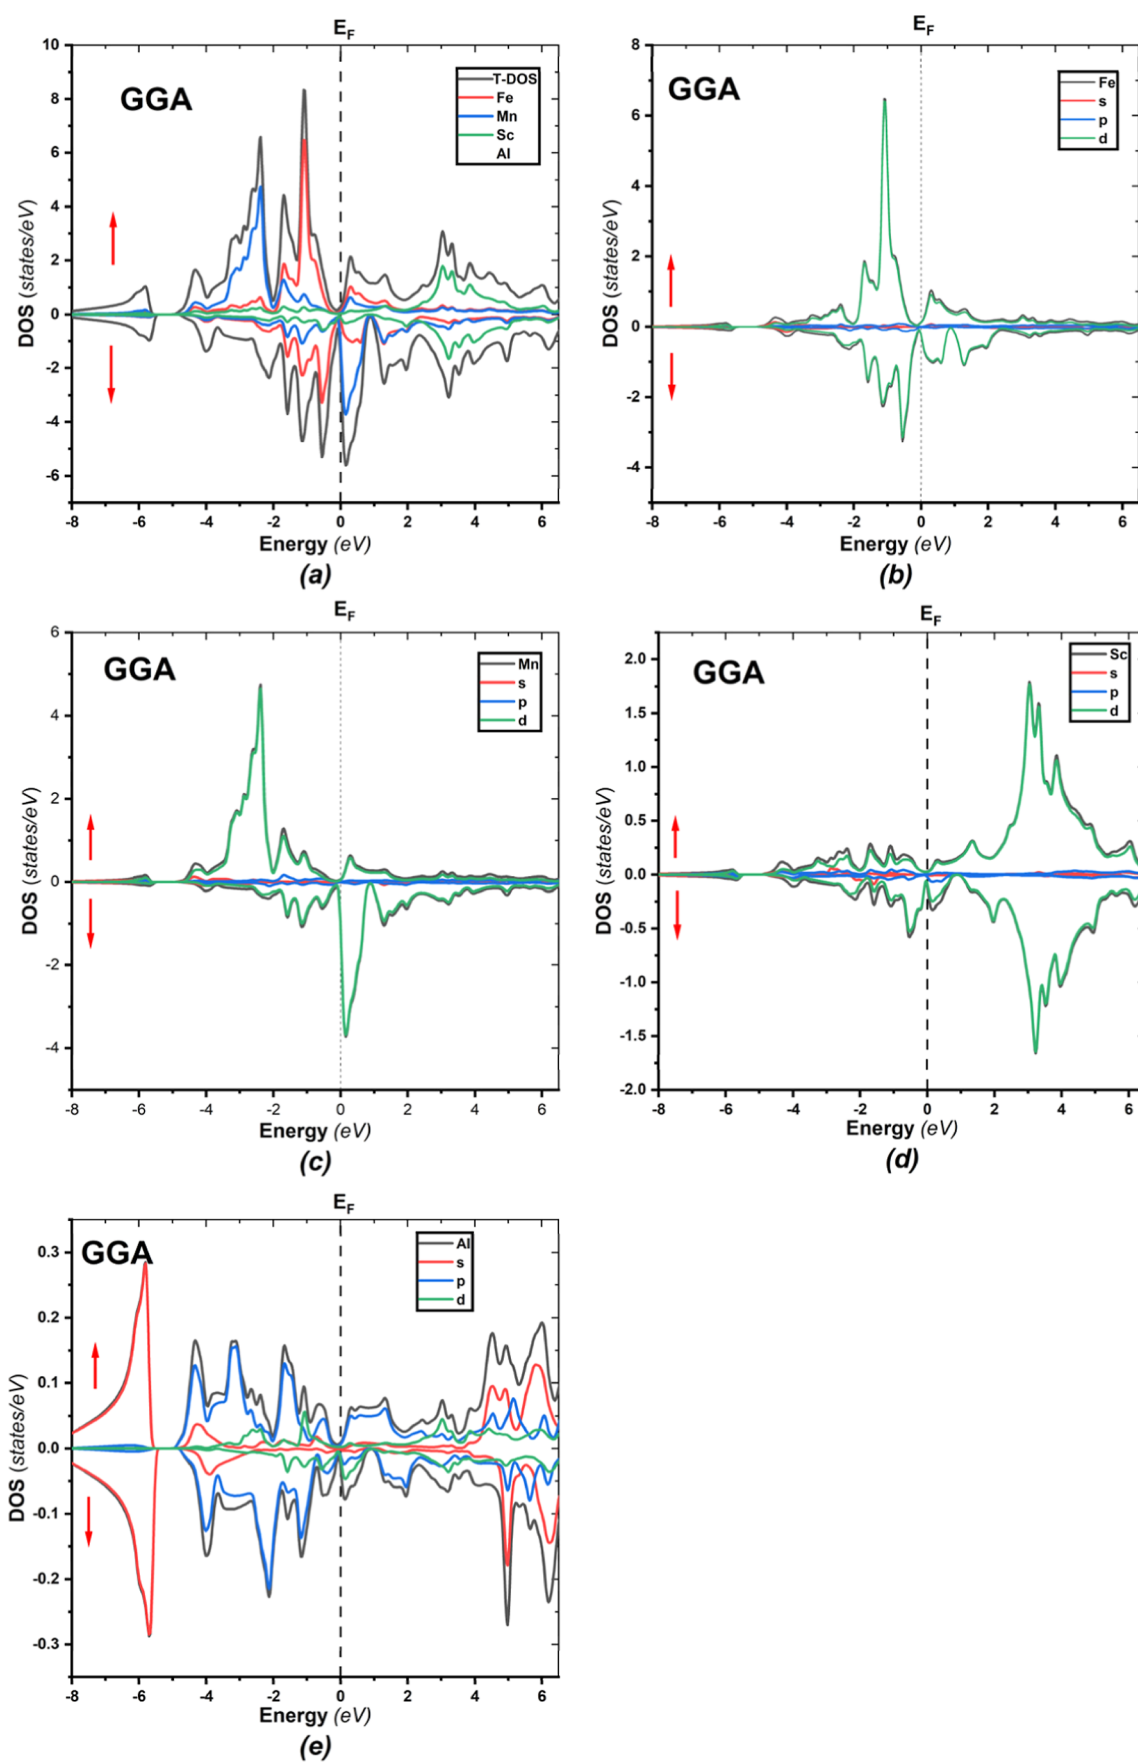 E_F
GGA
T-DOS
Fe
Mn
Sc
Al
10
8
6
4
2
0
-2
-4
-6
DOS (states/eV)
-8 -6 -4 -2 0 2 4 6
Energy (eV)
(a)
E_F
GGA
Fe
s
p
d
8
6
4
2
0
-2
-4
DOS (states/eV)
-8 -6 -4 -2 0 2 4 6
Energy (eV)
(b)
E_F
GGA
Mn
s
p
d
6
4
2
0
-2
-4
DOS (states/eV)
-8 -6 -4 -2 0 2 4 6
Energy (eV)
(c)
E_F
GGA
Sc
s
p
d
2.0
1.5
1.0
0.5
0.0
-0.5
-1.0
-1.5
-2.0
DOS (states/eV)
-8 -6 -4 -2 0 2 4 6
Energy (eV)
(d)
E_F
GGA
Al
s
p
d
0.3
0.2
0.1
0.0
-0.1
-0.2
-0.3
DOS (states/eV)
-8 -6 -4 -2 0 2 4 6
Energy (eV)
(e)